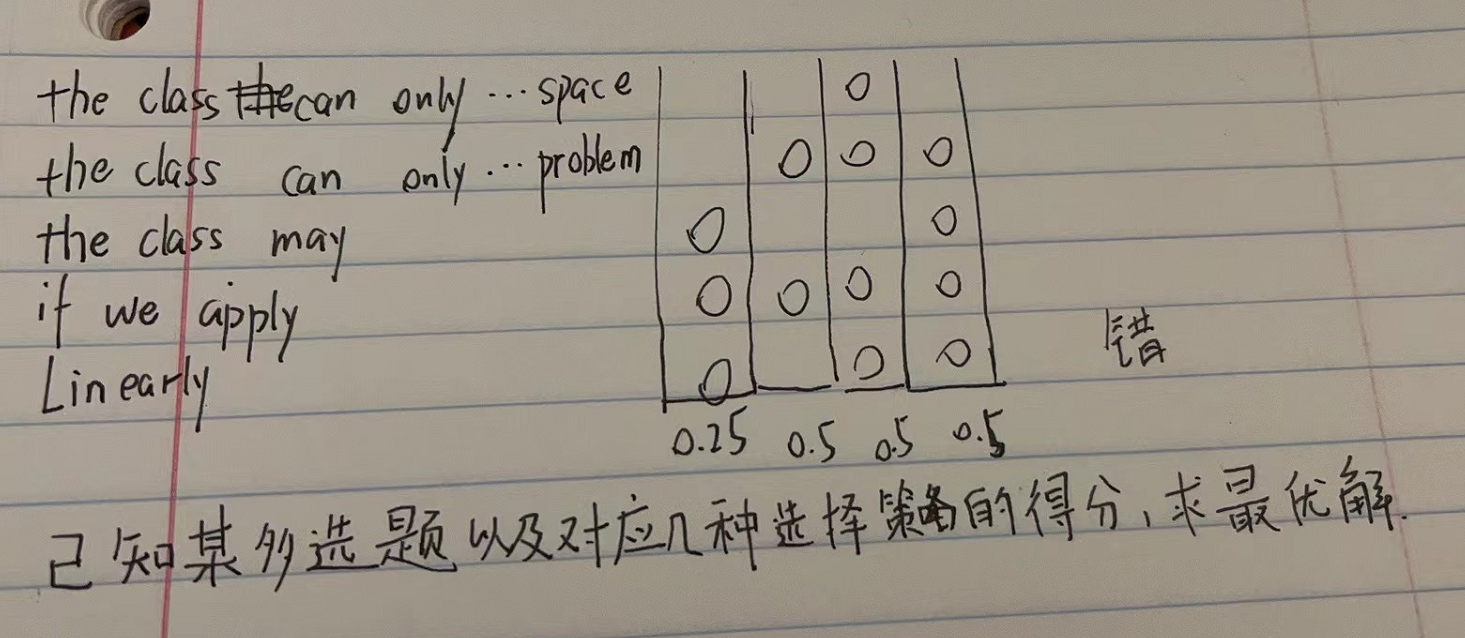 the class can only ... space
the class can only ... problem
the class may
if we apply
Linearly
错
0.25 0.5 0.5 0.5
已知某多选题以及对应几种选择策略的得分,求最优解.